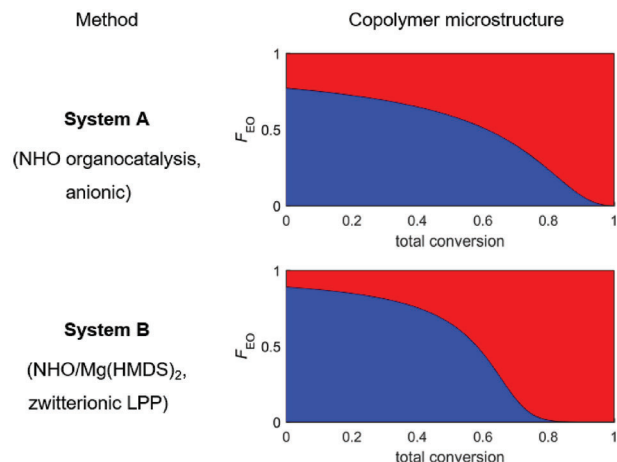 Method
Copolymer microstructure
System A
(NHO organocatalysis,
anionic)
1
0.5
0
F_EO
0 0.2 0.4 0.6 0.8 1
total conversion
System B
(NHO/Mg(HMDS)₂,
zwitterionic LPP)
1
0.5
0
F_EO
0 0.2 0.4 0.6 0.8 1
total conversion